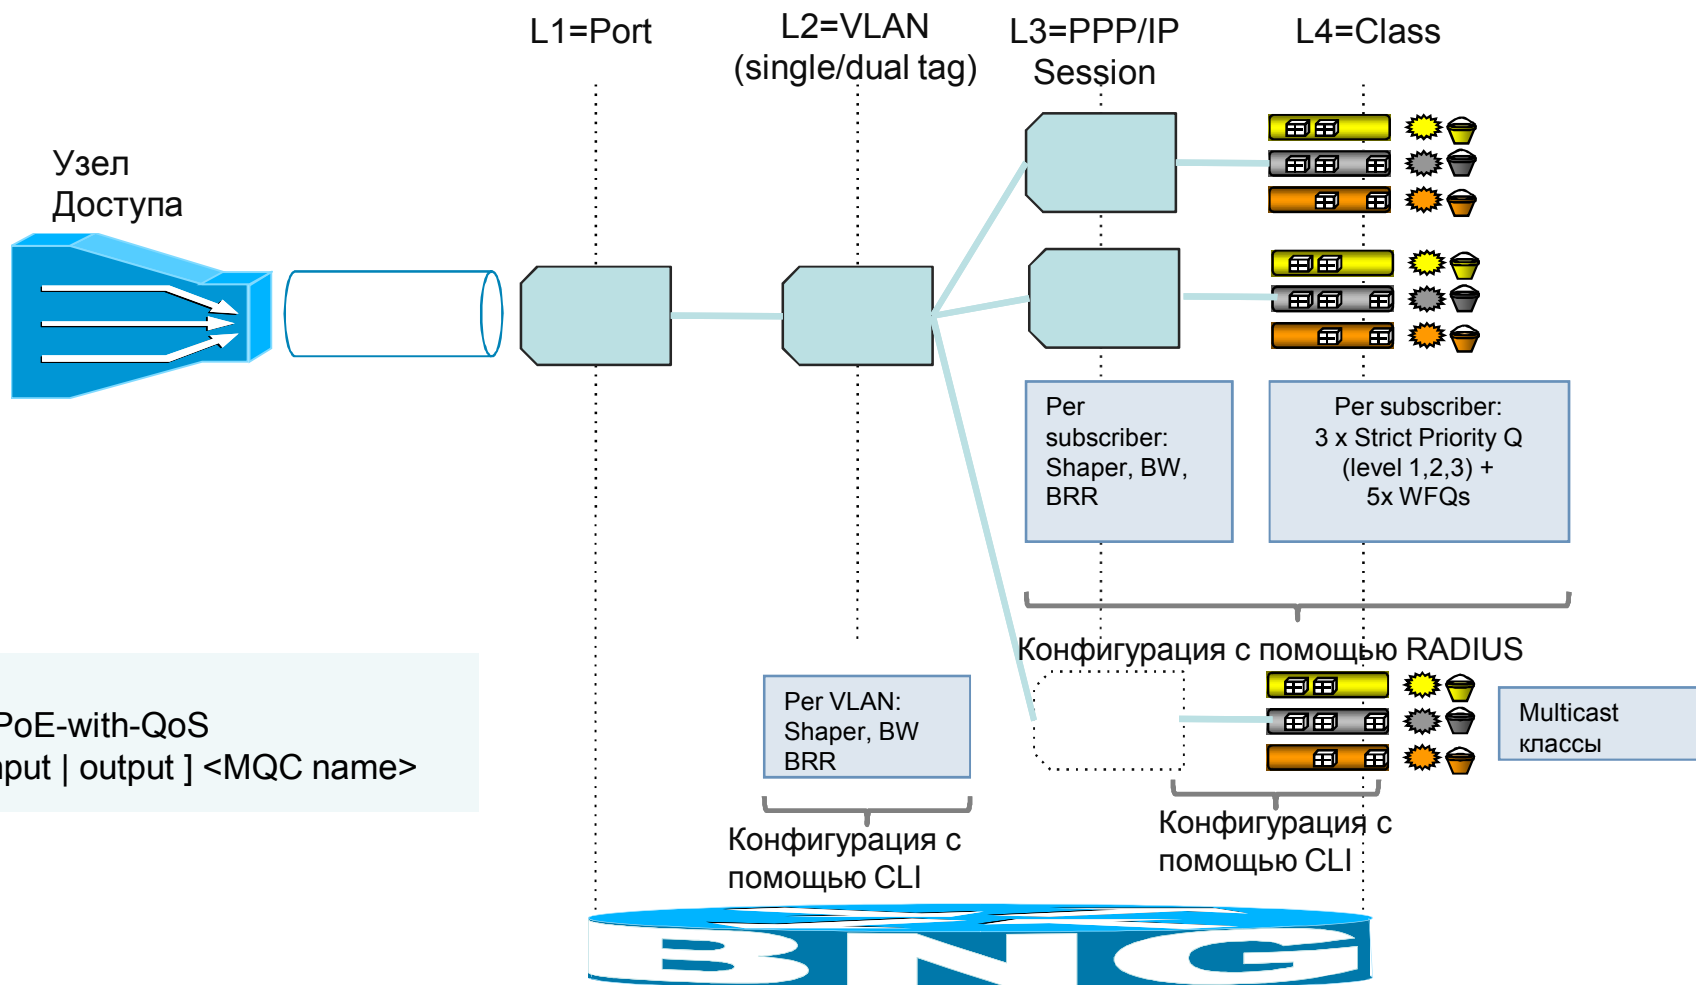 L1=Port
L2=VLAN
(single/dual tag)
L3=PPP/IP
Session
L4=Class
Узел
Доступа
Per
subscriber:
Shaper, BW,
BRR
Per subscriber:
3 x Strict Priority Q
(level 1,2,3) +
5x WFQs
Конфигурация с помощью RADIUS
PoE-with-QoS
nput | output ] <MQC name>
Per VLAN:
Shaper, BW
BRR
Multicast
классы
Конфигурация с
помощью CLI
Конфигурация с
помощью CLI
BNG